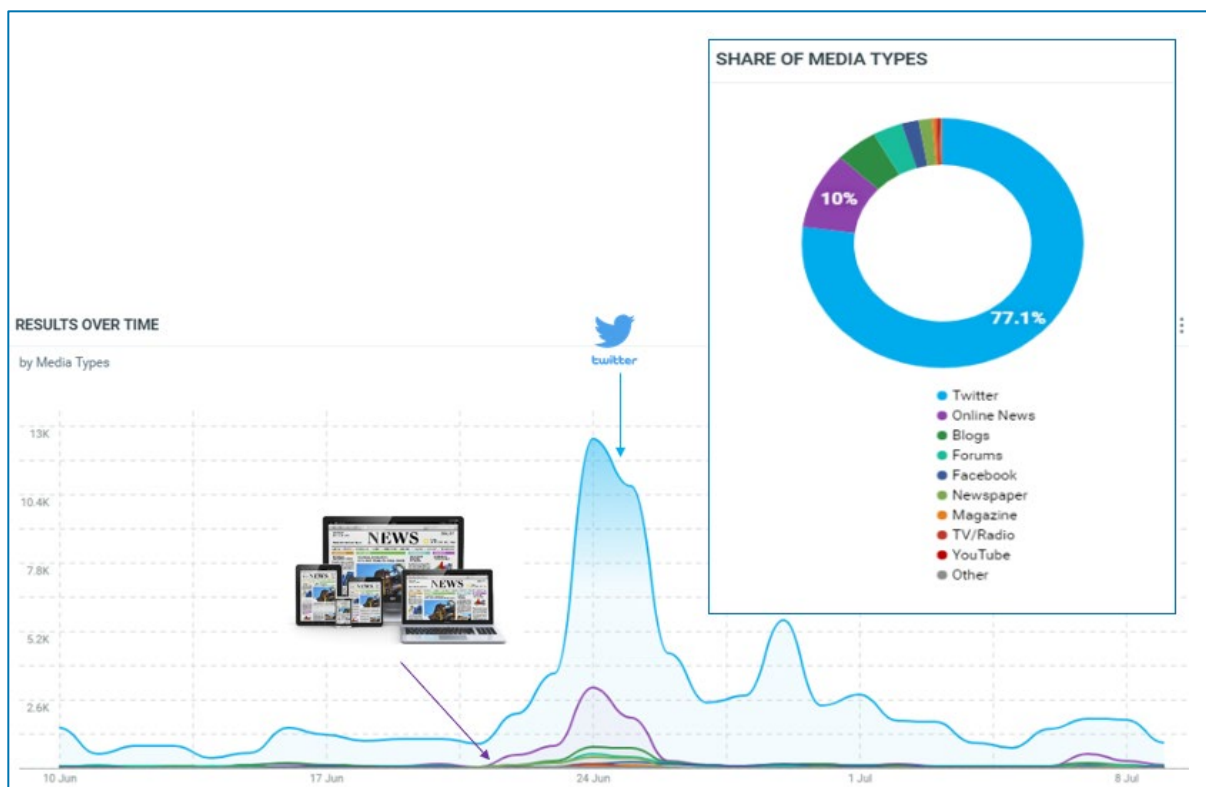 SHARE OF MEDIA TYPES
10%
77.1%
Twitter
Online News
Blogs
Forums
Facebook
Newspaper
Magazine
TV/Radio
YouTube
Other
RESULTS OVER TIME
by Media Types
twitter
13K
10.4K
7.8K
5.2K
2.6K
NEWS
NEWS
NEWS
NEWS
10 Jun
17 Jun
24 Jun
1 Jul
8 Jul